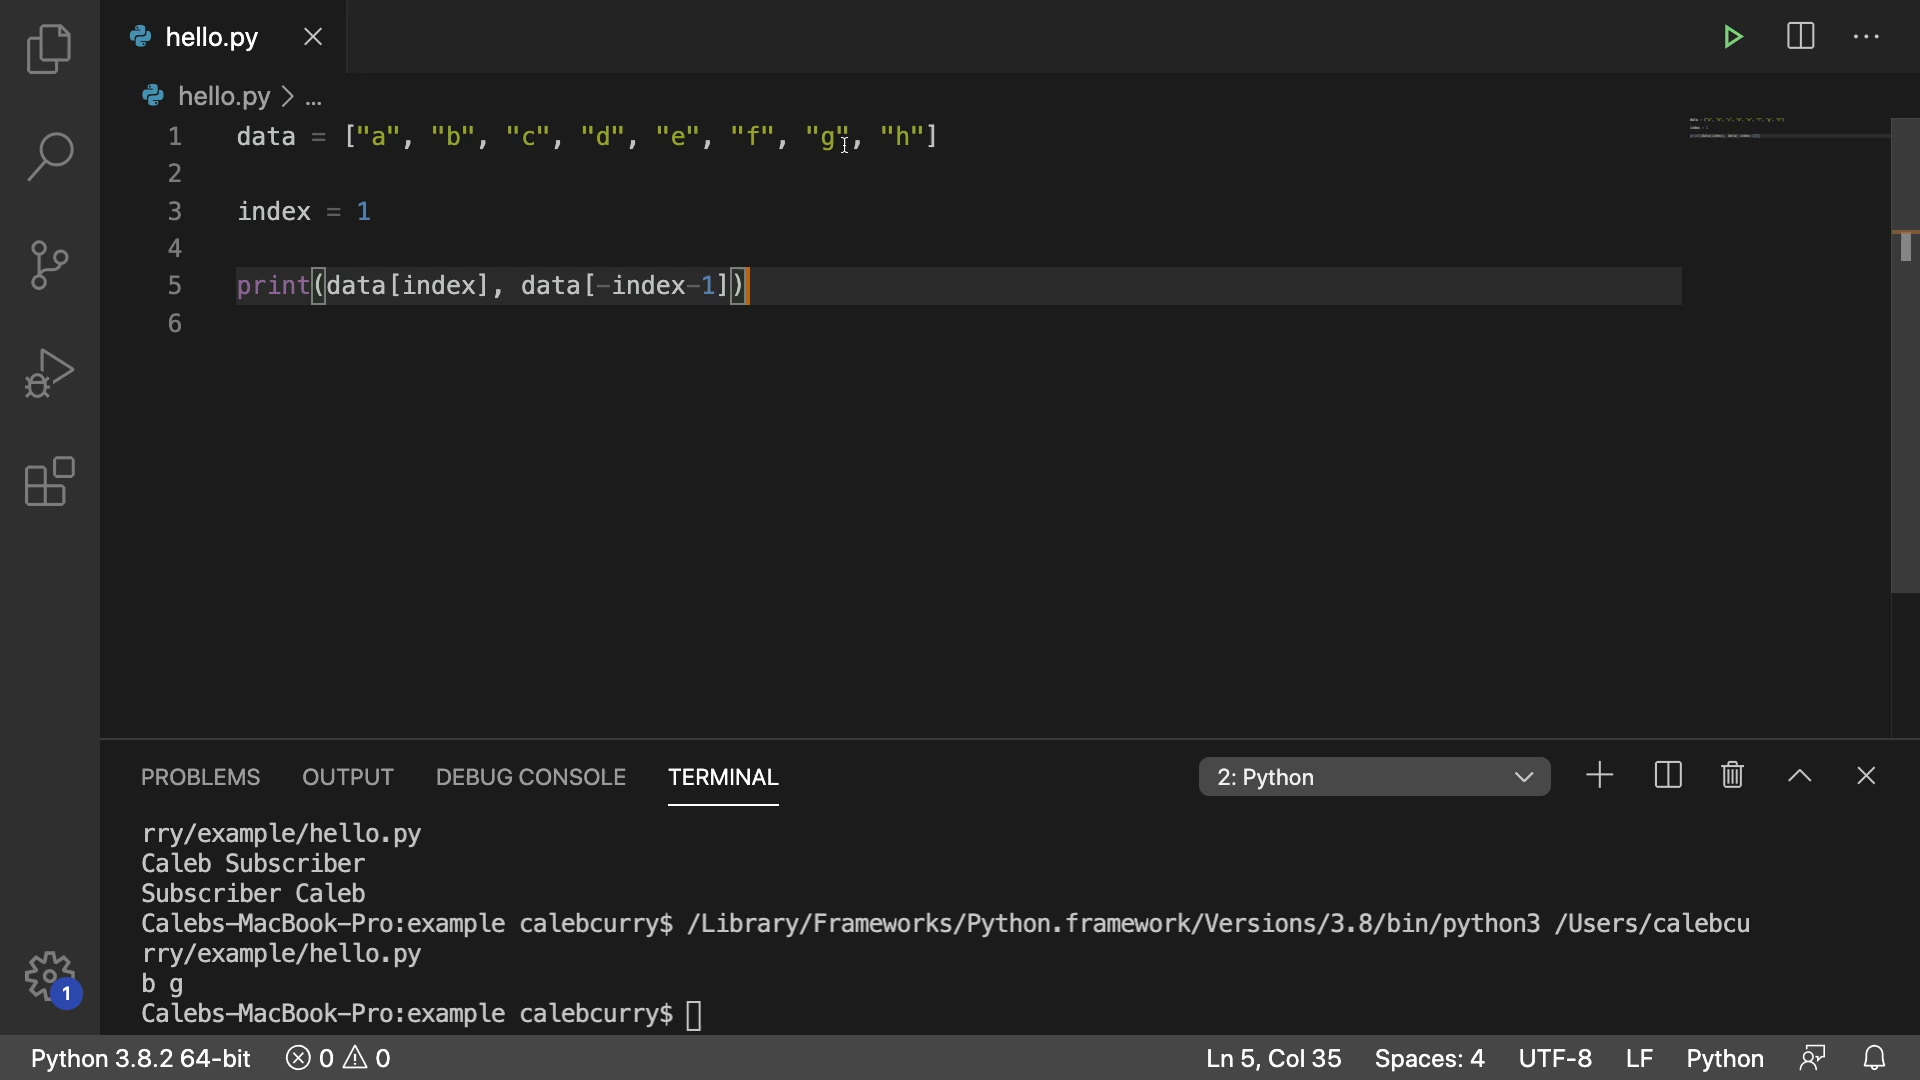 hello.py
hello.py > ...
1 data = ["a", "b", "c", "d", "e", "f", "g", "h"]
2
3 index = 1
4
5 print(data[index], data[-index-1])
6
PROBLEMS OUTPUT DEBUG CONSOLE TERMINAL 2: Python
rry/example/hello.py
Caleb Subscriber
Subscriber Caleb
Calebs-MacBook-Pro:example calebcurry$ /Library/Frameworks/Python.framework/Versions/3.8/bin/python3 /Users/calebcu
rry/example/hello.py
b g
Calebs-MacBook-Pro:example calebcurry$
1
Python 3.8.2 64-bit 0 0 Ln 5, Col 35 Spaces: 4 UTF-8 LF Python